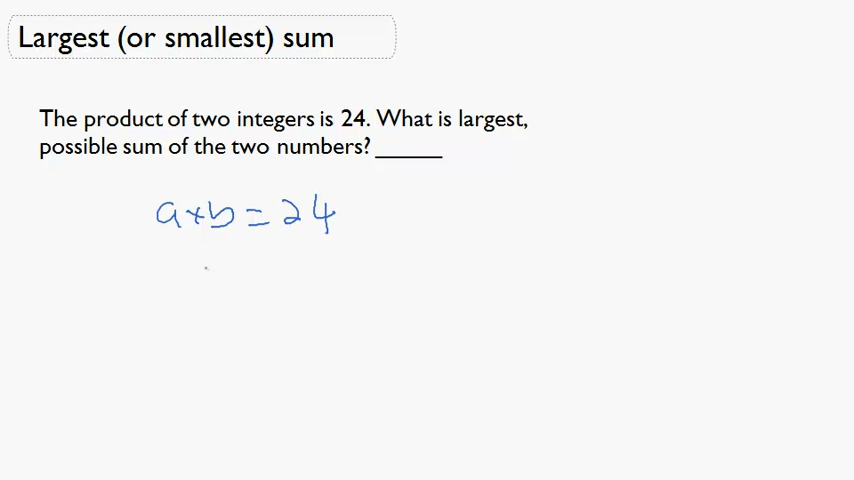 Largest (or smallest) sum
The product of two integers is 24. What is largest,
possible sum of the two numbers? ______
a×b = 24